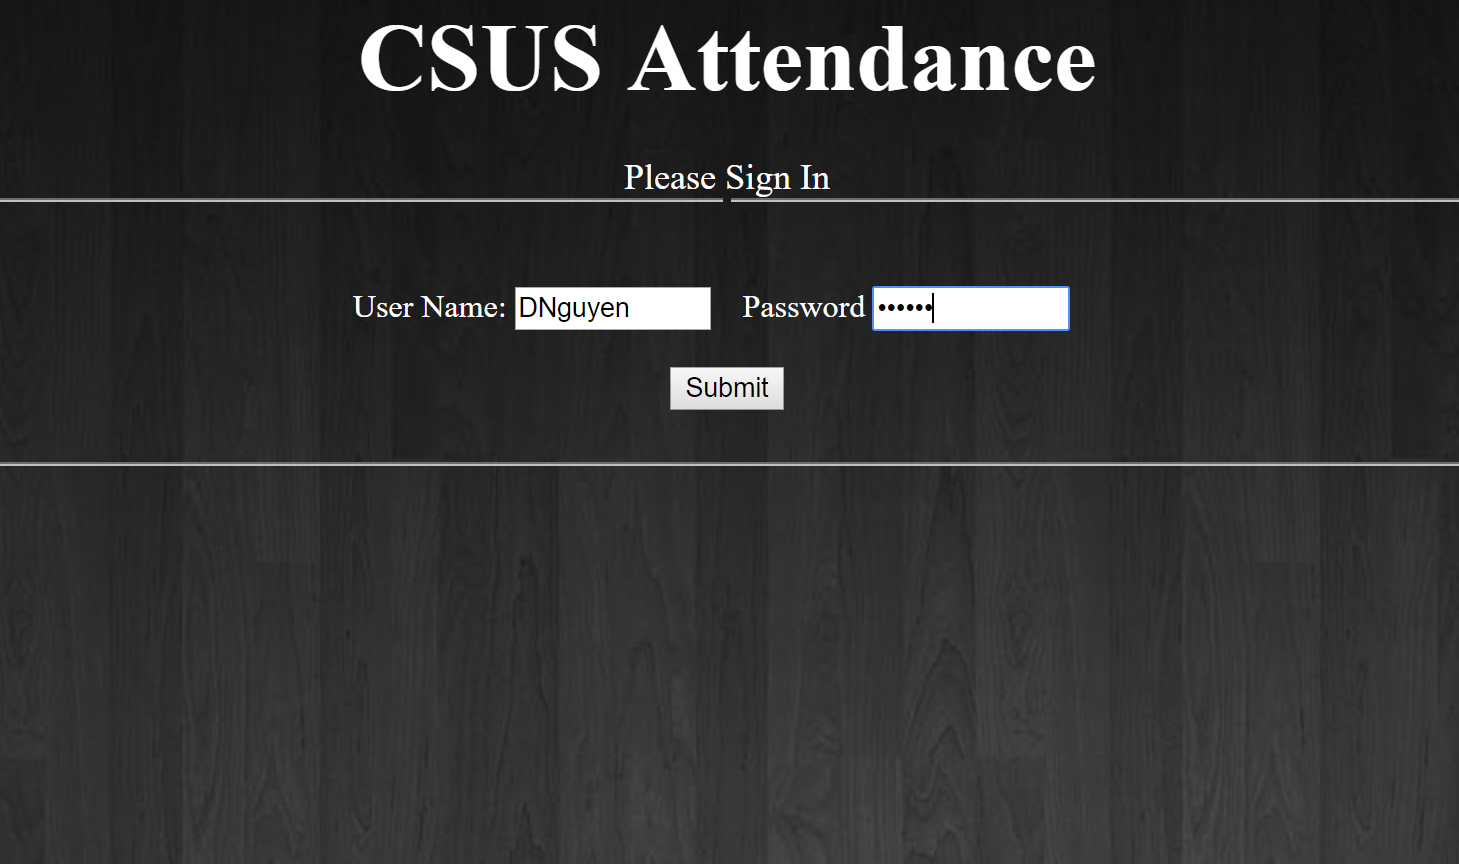 CSUS Attendance
Please Sign In
User Name: DNguyen Password ••••••
Submit